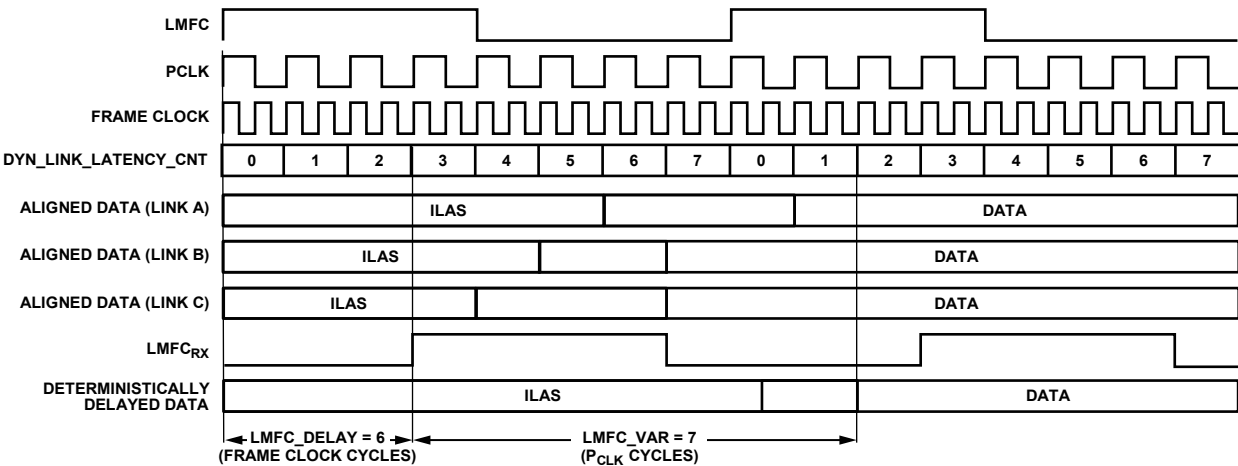 LMFC
PCLK
FRAME CLOCK
DYN_LINK_LATENCY_CNT 0 1 2 3 4 5 6 7 0 1 2 3 4 5 6 7
ALIGNED DATA (LINK A) ILAS DATA
ALIGNED DATA (LINK B) ILAS DATA
ALIGNED DATA (LINK C) ILAS DATA
LMFCRX
DETERMINISTICALLY
DELAYED DATA ILAS DATA
LMFC_DELAY = 6 LMFC_VAR = 7
(FRAME CLOCK CYCLES) (PCLK CYCLES)